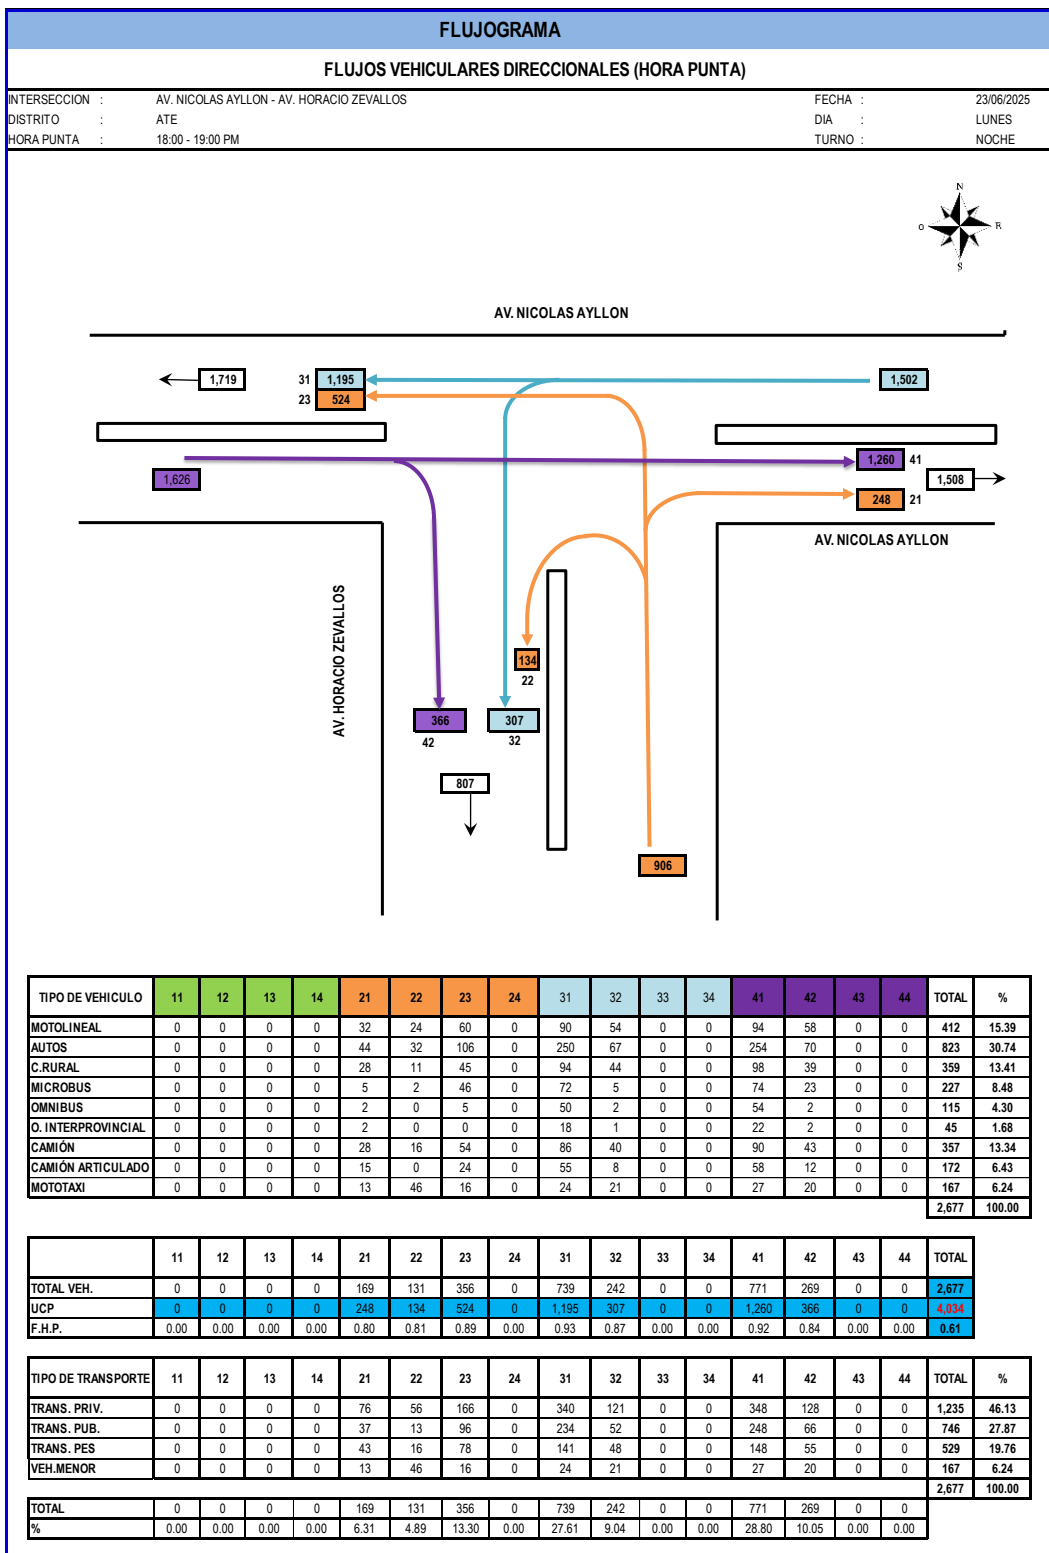 FLUJOGRAMA
FLUJOS VEHICULARES DIRECCIONALES (HORA PUNTA)
INTERSECCION : AV. NICOLAS AYLLON - AV. HORACIO ZEVALLOS FECHA : 23/06/2025
DISTRITO : ATE DIA : LUNES
HORA PUNTA : 18:00 - 19:00 PM TURNO : NOCHE
N
O R
S
AV. NICOLAS AYLLON
1,719 31 1,195 1,502
23 524
1,260 41
1,626 1,508
248 21
AV. NICOLAS AYLLON
AV. HORACIO ZEVALLOS
134
22
366 307
42 32
807
906
TIPO DE VEHICULO 11 12 13 14 21 22 23 24 31 32 33 34 41 42 43 44 TOTAL %
MOTOLINEAL 0 0 0 0 32 24 60 0 90 54 0 0 94 58 0 0 412 15.39
AUTOS 0 0 0 0 44 32 106 0 250 67 0 0 254 70 0 0 823 30.74
C.RURAL 0 0 0 0 28 11 45 0 94 44 0 0 98 39 0 0 359 13.41
MICROBUS 0 0 0 0 5 2 46 0 72 5 0 0 74 23 0 0 227 8.48
OMNIBUS 0 0 0 0 2 0 5 0 50 2 0 0 54 2 0 0 115 4.30
O. INTERPROVINCIAL 0 0 0 0 2 0 0 0 18 1 0 0 22 2 0 0 45 1.68
CAMIÓN 0 0 0 0 28 16 54 0 86 40 0 0 90 43 0 0 357 13.34
CAMIÓN ARTICULADO 0 0 0 0 15 0 24 0 55 8 0 0 58 12 0 0 172 6.43
MOTOTAXI 0 0 0 0 13 46 16 0 24 21 0 0 27 20 0 0 167 6.24
2,677 100.00
11 12 13 14 21 22 23 24 31 32 33 34 41 42 43 44 TOTAL
TOTAL VEH. 0 0 0 0 169 131 356 0 739 242 0 0 771 269 0 0 2,677
UCP 0 0 0 0 248 134 524 0 1,195 307 0 0 1,260 366 0 0 4,034
F.H.P. 0.00 0.00 0.00 0.00 0.80 0.81 0.89 0.00 0.93 0.87 0.00 0.00 0.92 0.84 0.00 0.00 0.61
TIPO DE TRANSPORTE 11 12 13 14 21 22 23 24 31 32 33 34 41 42 43 44 TOTAL %
TRANS. PRIV. 0 0 0 0 76 56 166 0 340 121 0 0 348 128 0 0 1,235 46.13
TRANS. PUB. 0 0 0 0 37 13 96 0 234 52 0 0 248 66 0 0 746 27.87
TRANS. PES 0 0 0 0 43 16 78 0 141 48 0 0 148 55 0 0 529 19.76
VEH.MENOR 0 0 0 0 13 46 16 0 24 21 0 0 27 20 0 0 167 6.24
2,677 100.00
TOTAL 0 0 0 0 169 131 356 0 739 242 0 0 771 269 0 0
% 0.00 0.00 0.00 0.00 6.31 4.89 13.30 0.00 27.61 9.04 0.00 0.00 28.80 10.05 0.00 0.00